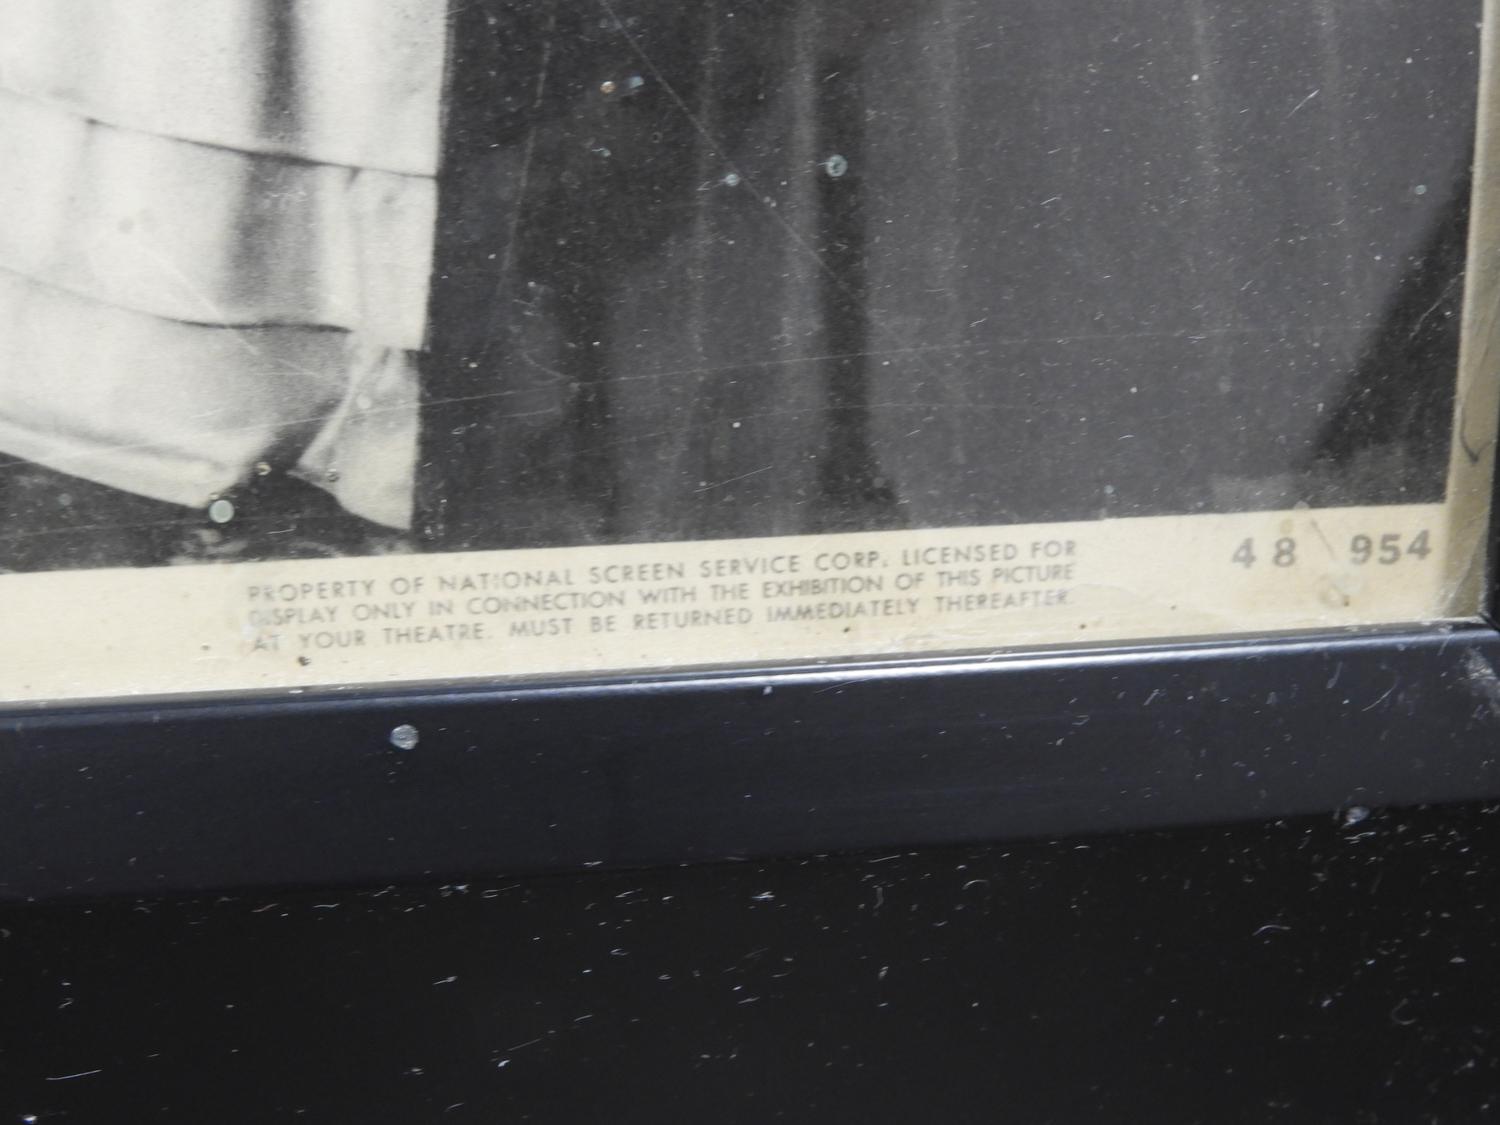 PROPERTY OF NATIONAL SCREEN SERVICE CORP. LICENSED FOR
DISPLAY ONLY IN CONNECTION WITH THE EXHIBITION OF THIS PICTURE
AT YOUR THEATRE. MUST BE RETURNED IMMEDIATELY THEREAFTER.
48 954